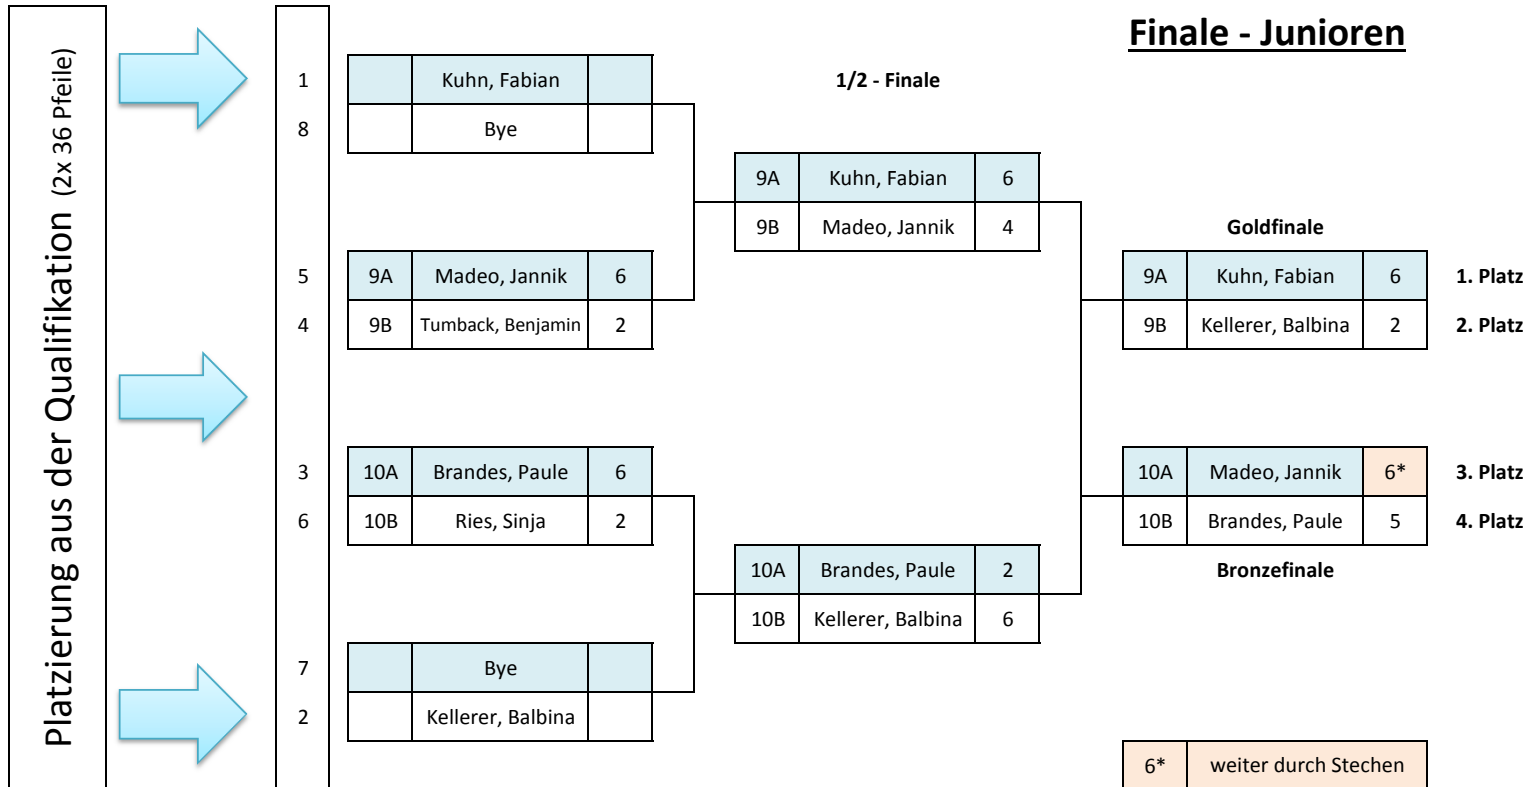 Finale - Junioren
Platzierung aus der Qualifikation (2x 36 Pfeile)
1 Kuhn, Fabian
8 Bye
1/2 - Finale
9A Kuhn, Fabian 6
9B Madeo, Jannik 4
5 9A Madeo, Jannik 6
4 9B Tumback, Benjamin 2
Goldfinale
9A Kuhn, Fabian 6 1. Platz
9B Kellerer, Balbina 2 2. Platz
3 10A Brandes, Paule 6
6 10B Ries, Sinja 2
10A Madeo, Jannik 6* 3. Platz
10B Brandes, Paule 5 4. Platz
Bronzefinale
10A Brandes, Paule 2
10B Kellerer, Balbina 6
7 Bye
2 Kellerer, Balbina
6* weiter durch Stechen